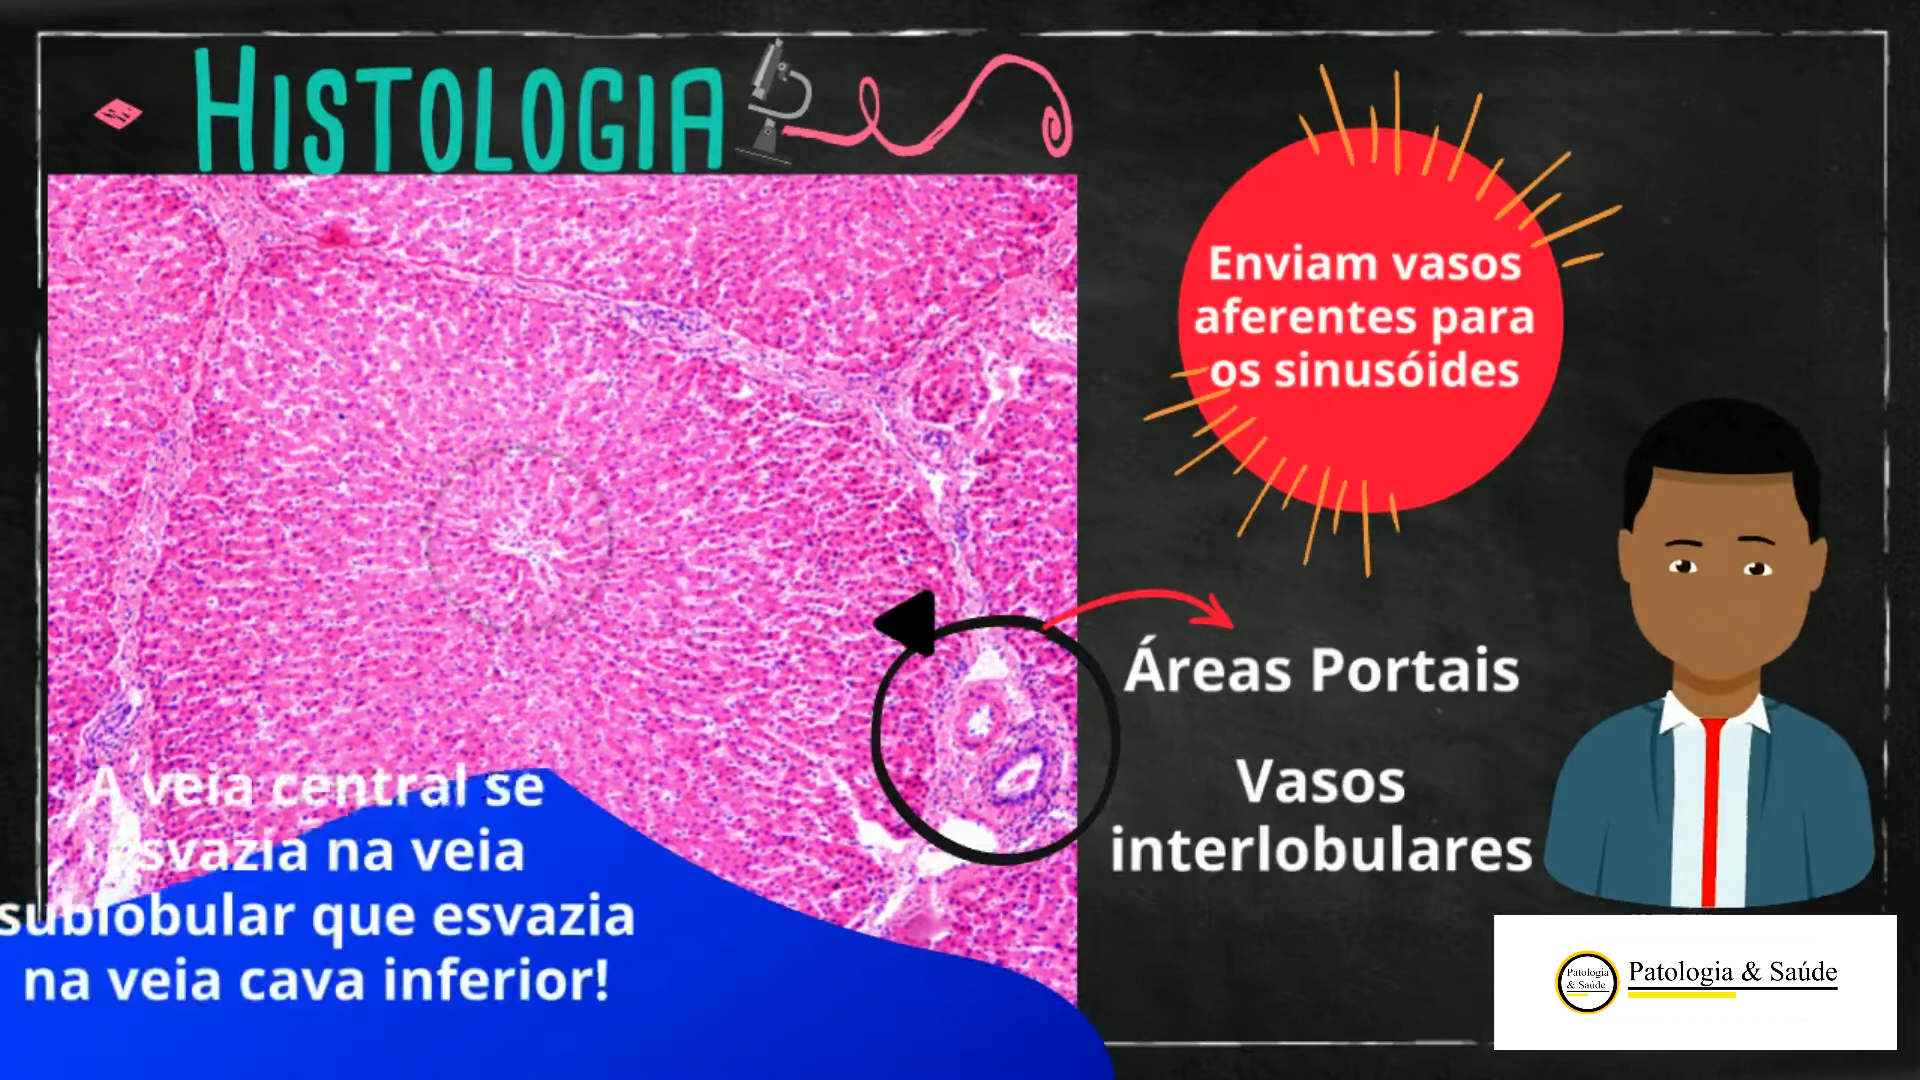 HISTOLOGIA
Enviam vasos
aferentes para
os sinusóides
Áreas Portais
Vasos
interlobulares
A veia central se
esvazia na veia
sublobular que esvazia
na veia cava inferior!
Patologia
& Saúde
Patologia & Saúde